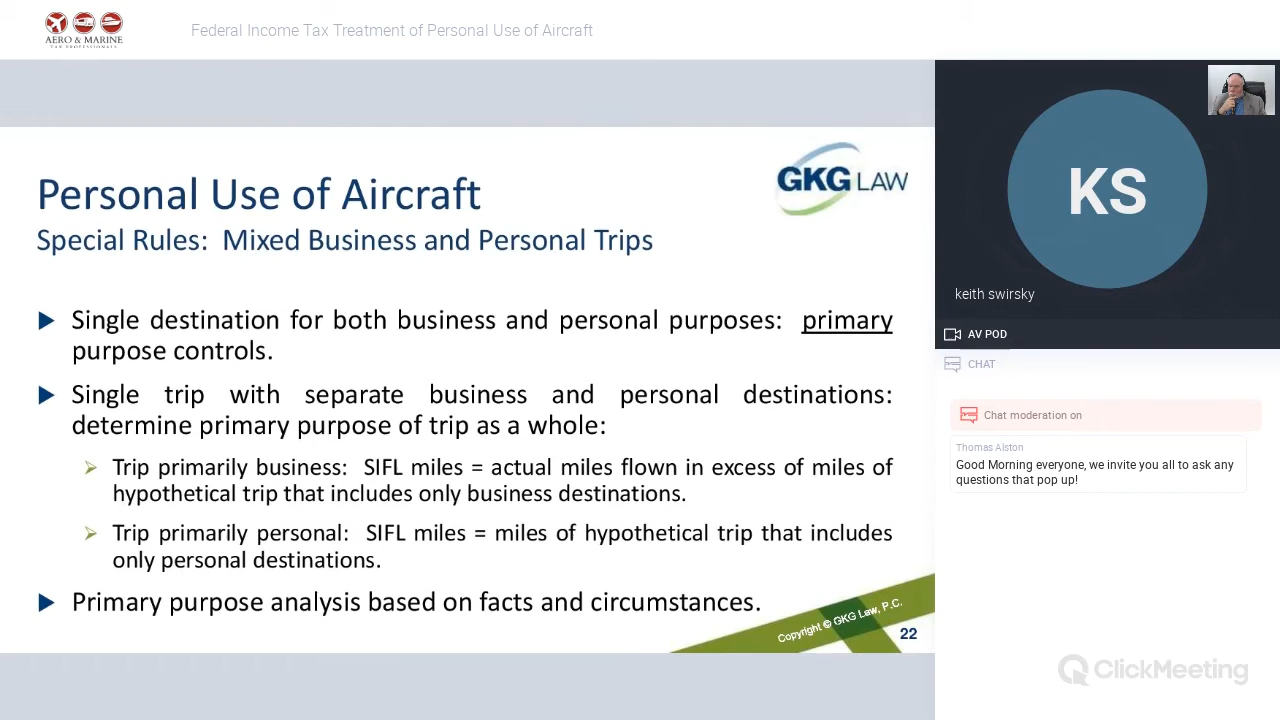 AERO & MARINE
TAX PROFESSIONALS
Federal Income Tax Treatment of Personal Use of Aircraft
GKG LAW
Personal Use of Aircraft
Special Rules: Mixed Business and Personal Trips
Single destination for both business and personal purposes: primary
purpose controls.
Single trip with separate business and personal destinations:
determine primary purpose of trip as a whole:
Trip primarily business: SIFL miles = actual miles flown in excess of miles of
hypothetical trip that includes only business destinations.
Trip primarily personal: SIFL miles = miles of hypothetical trip that includes
only personal destinations.
Primary purpose analysis based on facts and circumstances.
Copyright © GKG Law, P.C.
22
KS
keith swirsky
AV POD
CHAT
Chat moderation on
Thomas Alston
Good Morning everyone, we invite you all to ask any
questions that pop up!
ClickMeeting